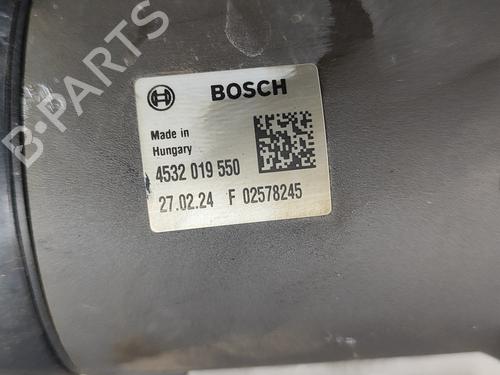 B-PARTS
BOSCH
Made in
Hungary
4532 019 550
27.02.24 F 02578245